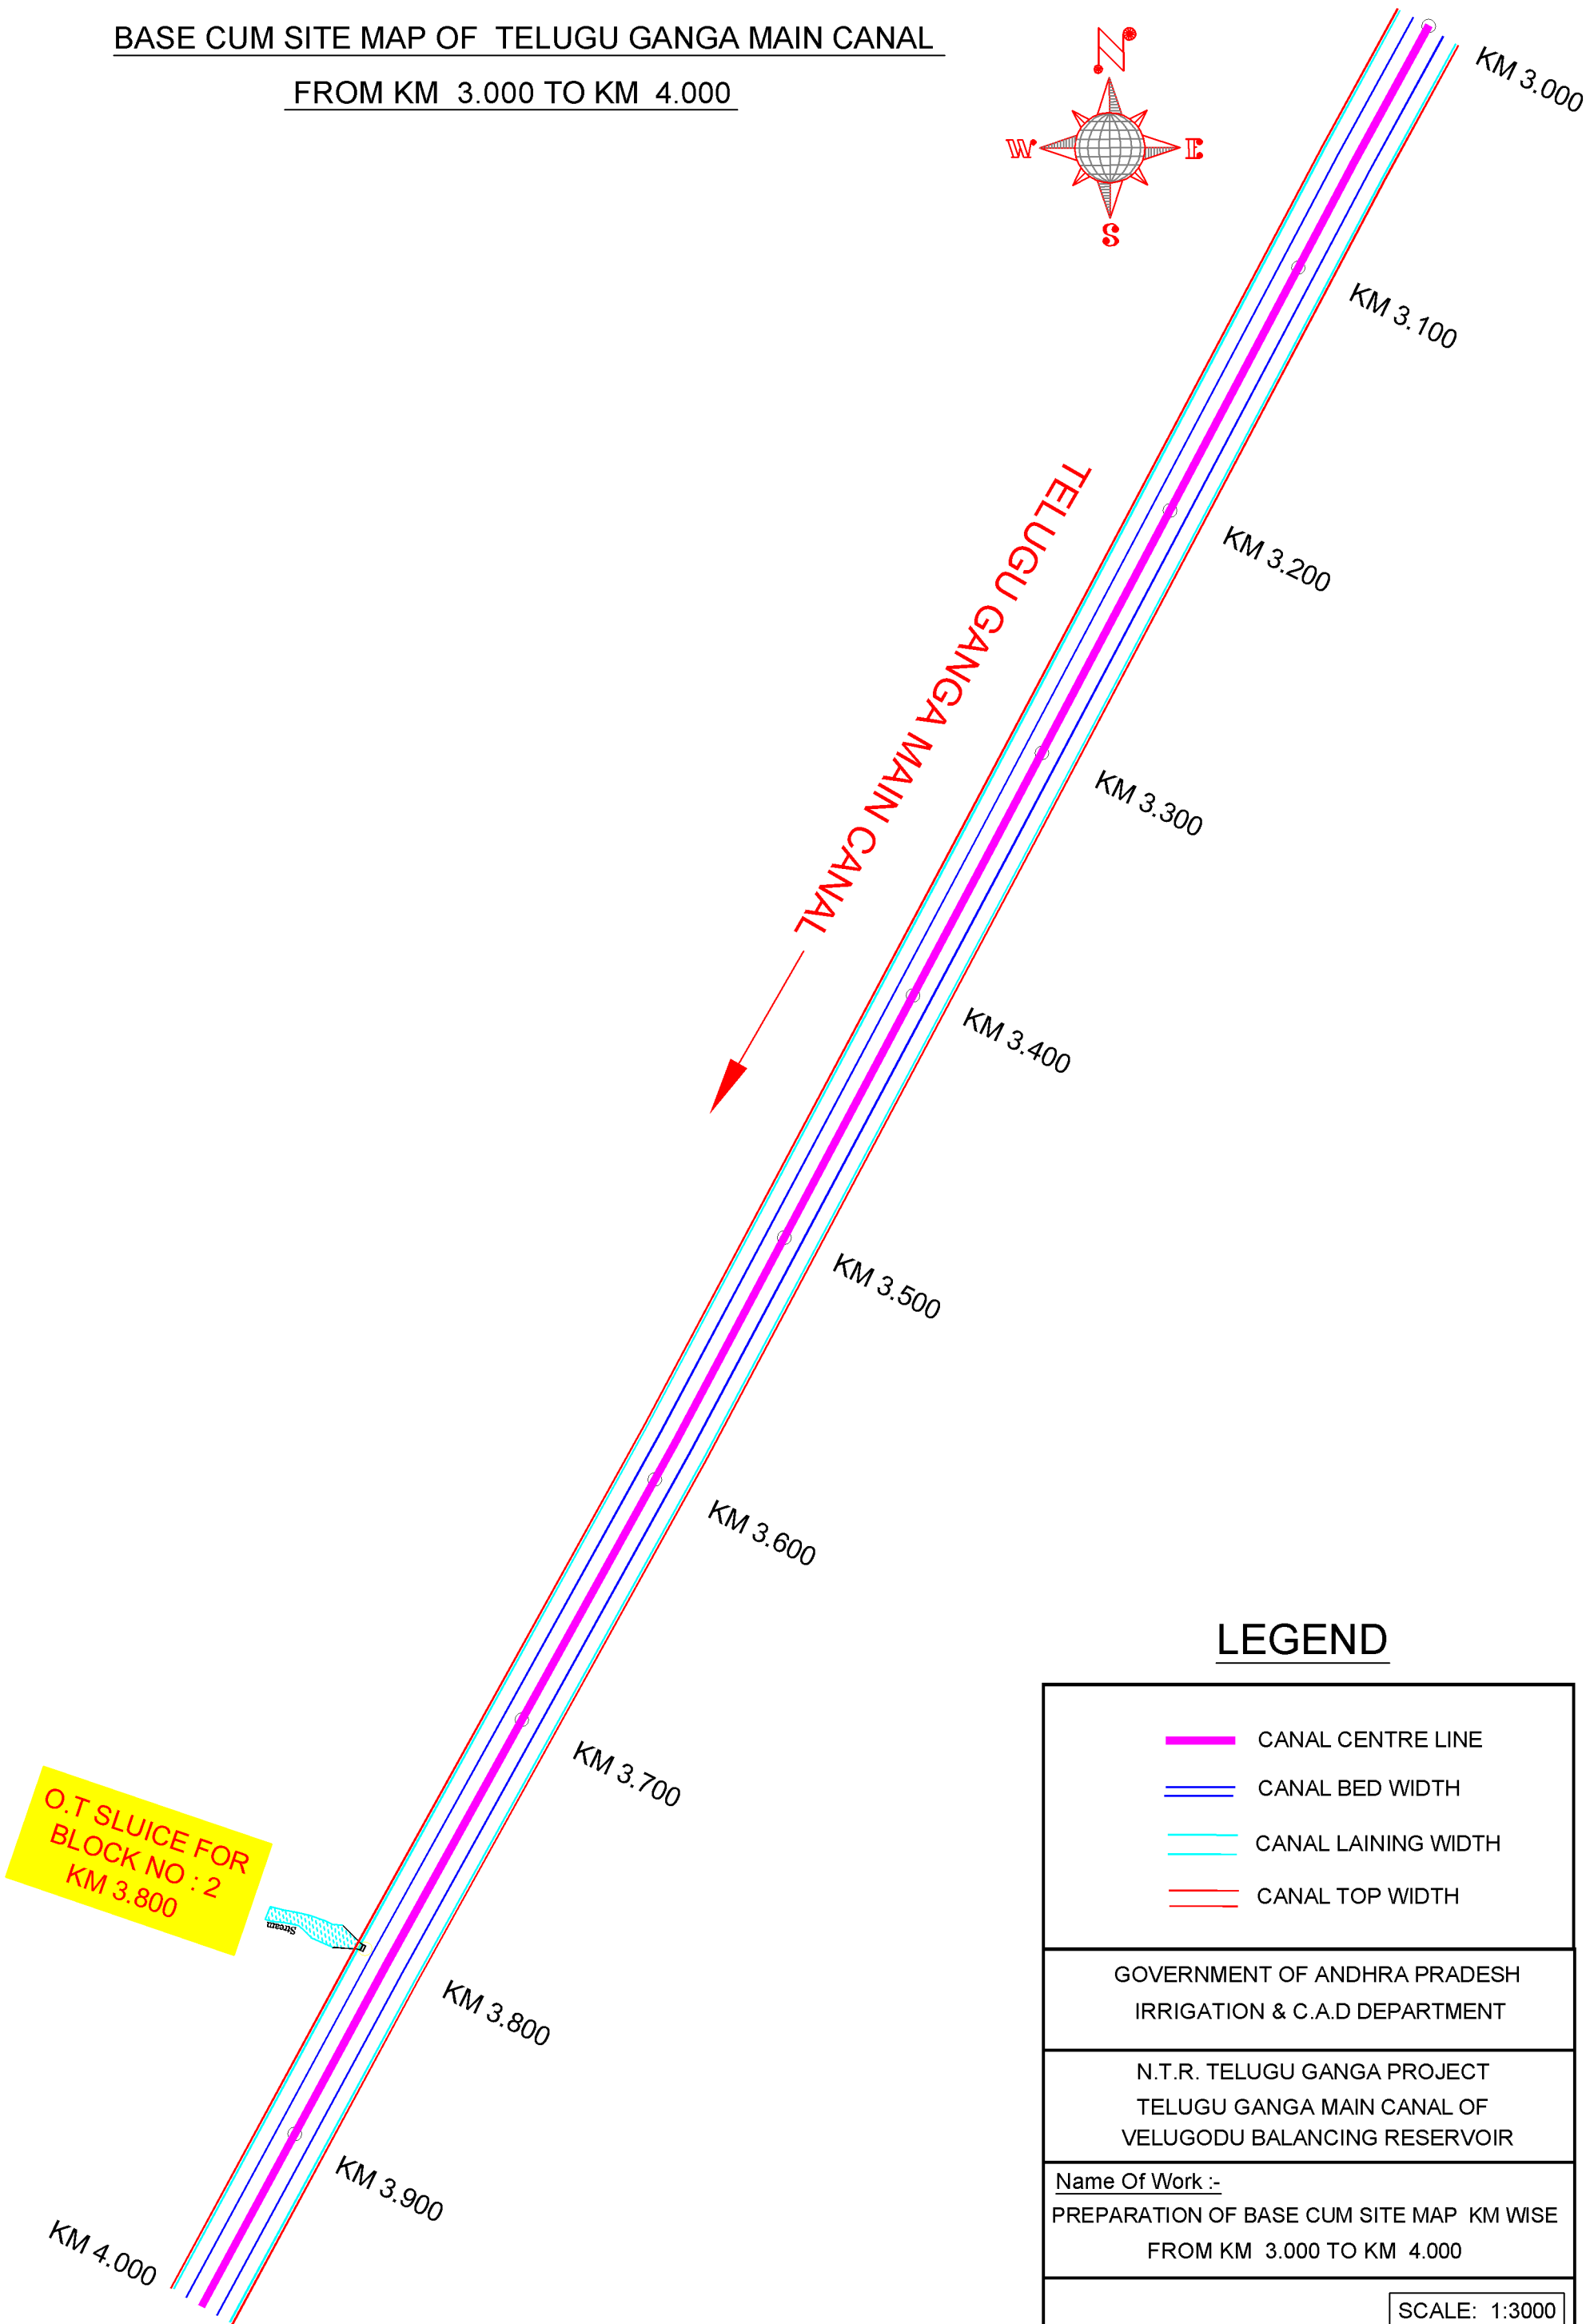 BASE CUM SITE MAP OF TELUGU GANGA MAIN CANAL
FROM KM 3.000 TO KM 4.000
N
W
E
S
KM 3.000
KM 3.100
KM 3.200
KM 3.300
KM 3.400
KM 3.500
KM 3.600
KM 3.700
KM 3.800
KM 3.900
KM 4.000
TELUGU GANGA MAIN CANAL
O.T SLUICE FOR
BLOCK NO : 2
KM 3.800
Stream
LEGEND
CANAL CENTRE LINE
CANAL BED WIDTH
CANAL LAINING WIDTH
CANAL TOP WIDTH
GOVERNMENT OF ANDHRA PRADESH
IRRIGATION & C.A.D DEPARTMENT
N.T.R. TELUGU GANGA PROJECT
TELUGU GANGA MAIN CANAL OF
VELUGODU BALANCING RESERVOIR
Name Of Work :-
PREPARATION OF BASE CUM SITE MAP KM WISE
FROM KM 3.000 TO KM 4.000
SCALE: 1:3000